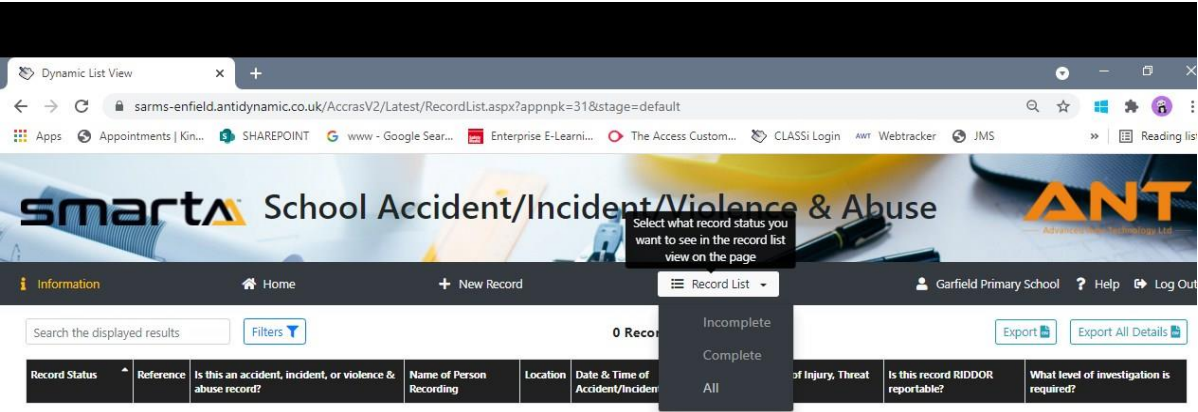 Dynamic List View
sarms-enfield.antidynamic.co.uk/AccrasV2/Latest/RecordList.aspx?appnpk=31&stage=default
Apps Appointments | Kin... SHAREPOINT www - Google Sear... Enterprise E-Learni... The Access Custom... CLASSi Login AWT Webtracker JMS » Reading list
smarta School Accident/Incident/Violence & Abuse ANT
Select what record status you
want to see in the record list
view on the page
Information Home + New Record Record List Garfield Primary School ? Help Log Out
Search the displayed results Filters 0 Recor Export Export All Details
Incomplete
Complete
All
Record Status Reference Is this an accident, incident, or violence & Name of Person Location Date & Time of of Injury, Threat Is this record RIDDOR What level of investigation is
abuse record? Recording Accident/Inciden reportable? required?